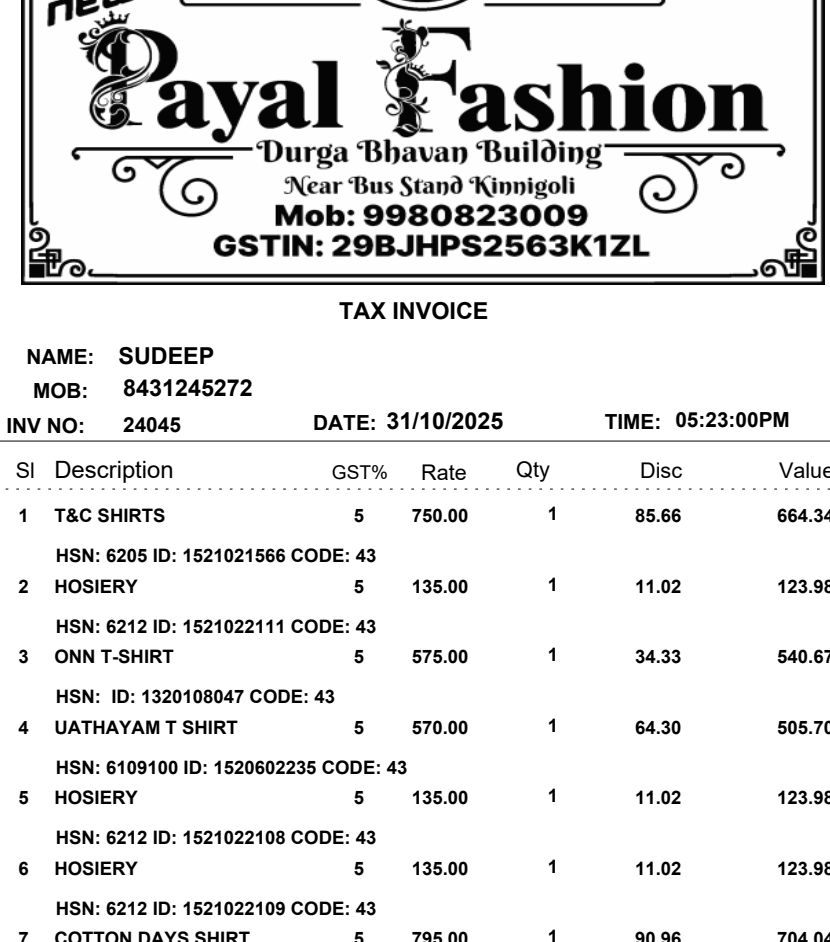 new
Payal Fashion
Durga Bhavan Building
Near Bus Stand Kinnigoli
Mob: 9980823009
GSTIN: 29BJHPS2563K1ZL
TAX INVOICE
NAME: SUDEEP
MOB: 8431245272
INV NO: 24045 DATE: 31/10/2025 TIME: 05:23:00PM
Sl Description GST% Rate Qty Disc Value
1 T&C SHIRTS 5 750.00 1 85.66 664.34
HSN: 6205 ID: 1521021566 CODE: 43
2 HOSIERY 5 135.00 1 11.02 123.98
HSN: 6212 ID: 1521022111 CODE: 43
3 ONN T-SHIRT 5 575.00 1 34.33 540.67
HSN: ID: 1320108047 CODE: 43
4 UATHAYAM T SHIRT 5 570.00 1 64.30 505.70
HSN: 6109100 ID: 1520602235 CODE: 43
5 HOSIERY 5 135.00 1 11.02 123.98
HSN: 6212 ID: 1521022108 CODE: 43
6 HOSIERY 5 135.00 1 11.02 123.98
HSN: 6212 ID: 1521022109 CODE: 43
7 COTTON DAYS SHIRT 5 795.00 1 90.96 704.04